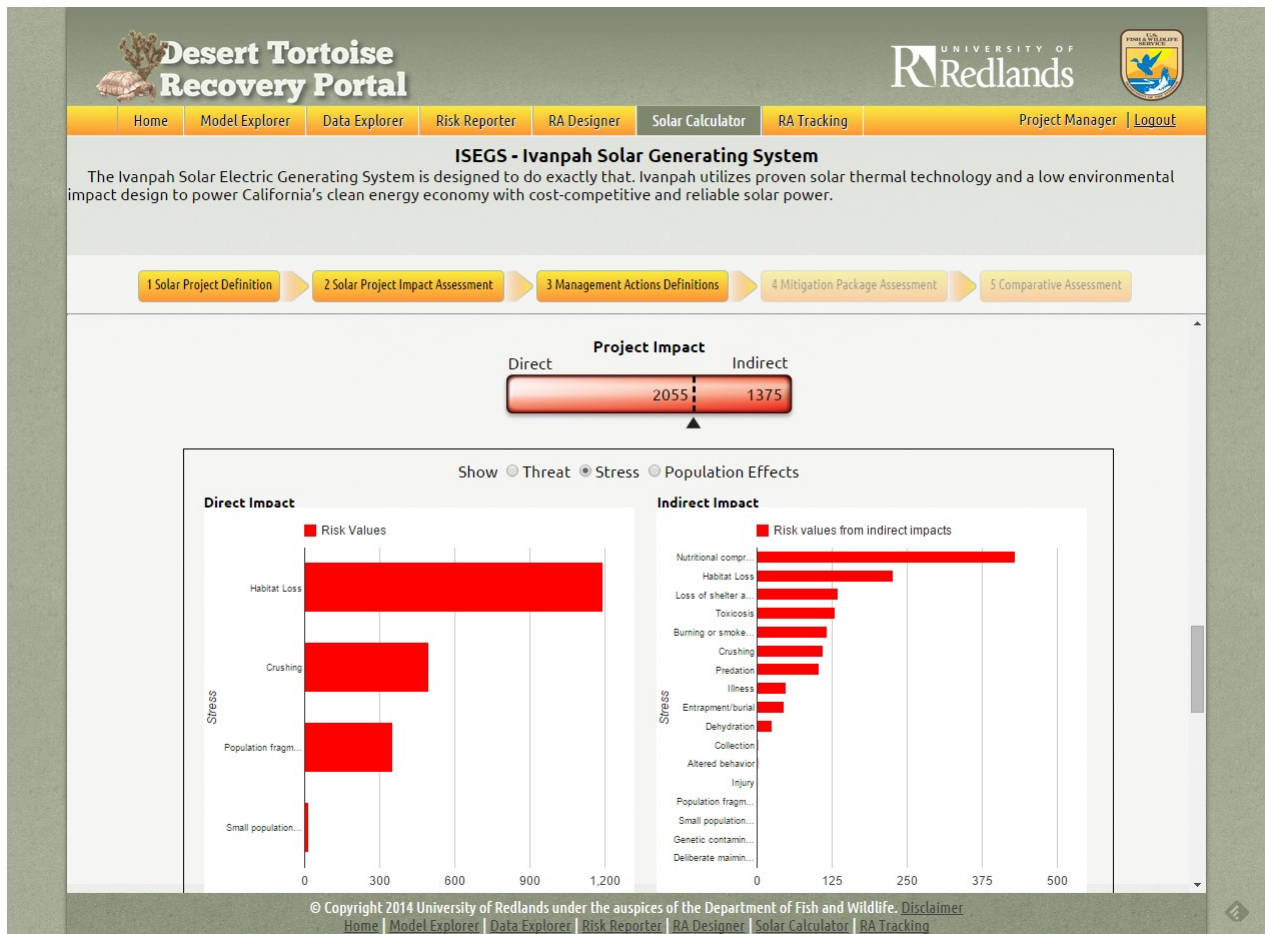 Desert Tortoise
Recovery Portal
UNIVERSITY OF
Redlands
U.S.
FISH & WILDLIFE
SERVICE
Home Model Explorer Data Explorer Risk Reporter RA Designer Solar Calculator RA Tracking Project Manager | Logout
ISEGS - Ivanpah Solar Generating System
The Ivanpah Solar Electric Generating System is designed to do exactly that. Ivanpah utilizes proven solar thermal technology and a low environmental
impact design to power California's clean energy economy with cost-competitive and reliable solar power.
1 Solar Project Definition 2 Solar Project Impact Assessment 3 Management Actions Definitions 4 Mitigation Package Assessment 5 Comparative Assessment
Project Impact
Direct Indirect
2055 1375
Show Threat Stress Population Effects
Direct Impact
Risk Values
Habitat Loss
Crushing
Population fragm...
Small population...
Stress
0 300 600 900 1,200
Indirect Impact
Risk values from indirect impacts
Nutritional compr...
Habitat Loss
Loss of shelter a...
Toxicosis
Burning or smoke...
Crushing
Predation
Illness
Entrapment/burial
Dehydration
Collection
Altered behavior
Injury
Population fragm...
Small population...
Genetic contamin...
Deliberate maimin...
Stress
0 125 250 375 500
© Copyright 2014 University of Redlands under the auspices of the Department of Fish and Wildlife. Disclaimer
Home | Model Explorer | Data Explorer | Risk Reporter | RA Designer | Solar Calculator | RA Tracking